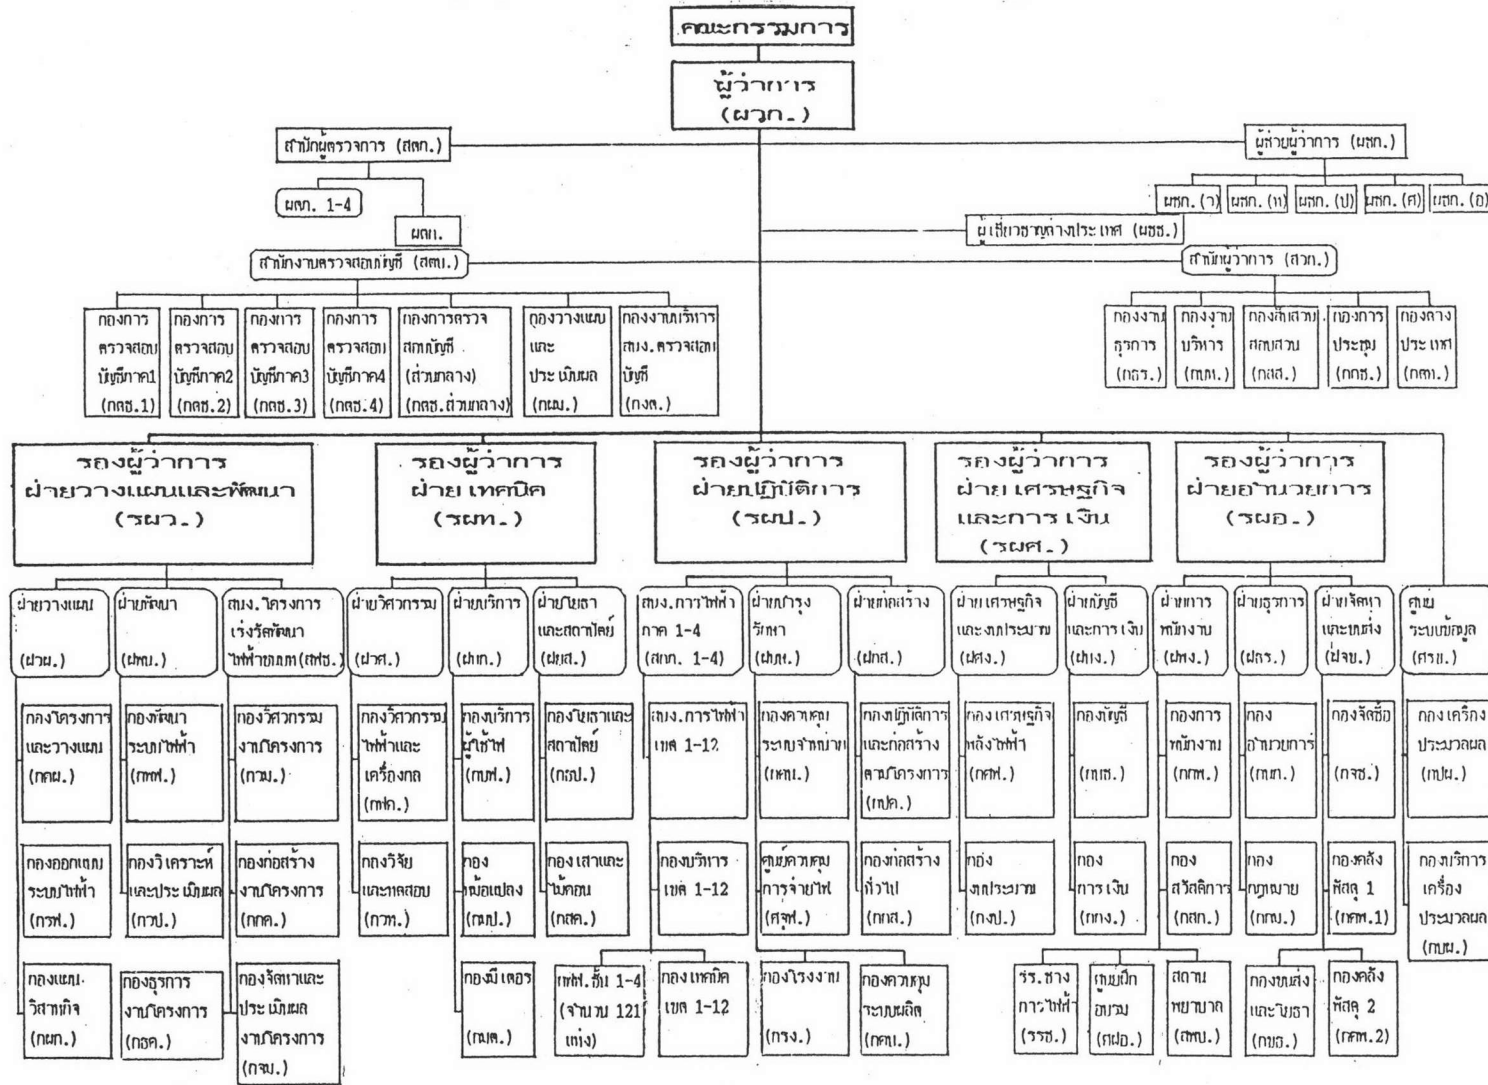 คณะกรรมการ
ผู้ว่าการ
(ผวก.)
สำนักผู้ตรวจการ (สตก.)
ผู้ช่วยผู้ว่าการ (ผชก.)
ผตภ. 1-4
ผตก.
ผชก. (ว)
ผชก. (ท)
ผชก. (ป)
ผชก. (ศ)
ผชก. (อ)
ผู้เชี่ยวชาญต่างประเทศ (ผชช.)
สำนักงานตรวจสอบบัญชี (สตบ.)
สำนักผู้ว่าการ (สวก.)
กองการ
ตรวจสอบ
บัญชีภาค1
(กตช.1)
กองการ
ตรวจสอบ
บัญชีภาค2
(กตช.2)
กองการ
ตรวจสอบ
บัญชีภาค3
(กตช.3)
กองการ
ตรวจสอบ
บัญชีภาค4
(กตช.4)
กองการตรวจ
สอบบัญชี
(ส่วนกลาง)
(กตช.ส่วนกลาง)
กองวางแผน
และ
ประเมินผล
(กผม.)
กองงานบริหาร
สนง.ตรวจสอบ
บัญชี
(กงต.)
กองงาน
ธุรการ
(กธร.)
กองงาน
บริหาร
กองสืบสวน
สอบสวน
(กสส.)
กองการ
ประชุม
(กกช.)
กองต่าง
ประเทศ
(กตท.)
รองผู้ว่าการ
ฝ่ายวางแผนและพัฒนา
(รผว.)
รองผู้ว่าการ
ฝ่ายเทคนิค
(รผท.)
รองผู้ว่าการ
ฝ่ายปฏิบัติการ
(รผป.)
รองผู้ว่าการ
ฝ่ายเศรษฐกิจ
และการเงิน
(รผศ.)
รองผู้ว่าการ
ฝ่ายอำนวยการ
(รผอ.)
ฝ่ายวางแผน
(ฝวผ.)
ฝ่ายพัฒนา
(ฝพน.)
สนง.โครงการ
เร่งรัดพัฒนา
ไฟฟ้าชนบท(สฟช.)
ฝ่ายวิศวกรรม
(ฝวศ.)
ฝ่ายบริการ
(ฝบก.)
ฝ่ายโยธา
และสถาปัตย์
(ฝยส.)
สนง.การไฟฟ้า
ภาค 1-4
(สกภ. 1-4)
ฝ่ายบำรุง
รักษา
(ฝบษ.)
ฝ่ายก่อสร้าง
(ฝกส.)
ฝ่ายเศรษฐกิจ
และงบประมาณ
(ฝศง.)
ฝ่ายบัญชี
และการเงิน
(ฝบง.)
ฝ่ายการ
พนักงาน
(ฝพง.)
ฝ่ายธุรการ
(ฝธร.)
ฝ่ายจัดหา
และขนส่ง
(ฝจข.)
ศูนย์
ระบบข้อมูล
(ศรข.)
กองโครงการ
และวางแผน
(กคผ.)
กองพัฒนา
ระบบไฟฟ้า
(กพฟ.)
กองวิศวกรรม
งานโครงการ
(กวม.)
กองวิศวกรรม
ไฟฟ้าและ
เครื่องกล
(กฟค.)
กองบริการ
ผู้ใช้ไฟ
(กบฟ.)
กองโยธาและ
สถาปัตย์
(กธป.)
สนง.การไฟฟ้า
เขต 1-12
กองควบคุม
ระบบจำหน่าย
(กคน.)
กองปฏิบัติการ
และก่อสร้าง
ตามโครงการ
(กปค.)
กองเศรษฐกิจ
พลังไฟฟ้า
(กศฟ.)
กองบัญชี
(กบช.)
กองการ
พนักงาน
(กกพ.)
กอง
อำนวยการ
กองจัดซื้อ
(กจช.)
กองเครื่อง
ประมวลผล
(กปผ.)
กองออกแบบ
ระบบไฟฟ้า
(กรฟ.)
กองวิเคราะห์
และประเมินผล
(กวป.)
กองก่อสร้าง
งานโครงการ
(กกค.)
กองวิจัย
และทดสอบ
(กวท.)
กอง
หม้อแปลง
(กมป.)
กองเสาและ
ไม้คอน
(กสค.)
กองบริหาร
เขต 1-12
ศูนย์ควบคุม
การจ่ายไฟ
(ศจฟ.)
กองก่อสร้าง
ทั่วไป
(กกส.)
กอง
งบประมาณ
(กงป.)
กอง
การเงิน
(กกง.)
กอง
สวัสดิการ
(กสก.)
กอง
กฎหมาย
(กกม.)
กองคลัง
พัสดุ 1
(กคพ.1)
กองบริการ
เครื่อง
ประมวลผล
(กบผ.)
กองแผน
วิสาหกิจ
(กผก.)
กองธุรการ
งานโครงการ
(กธค.)
กองจัดหาและ
ประเมินผล
งานโครงการ
(กจม.)
กองมิเตอร์
(กมต.)
กฟฟ.ชั้น 1-4
(จำนวน 121
แห่ง)
กองเทคนิค
เขต 1-12
กองโรงงาน
(กรง.)
กองควบคุม
ระบบผลิต
(กคบ.)
รร.ช่าง
การไฟฟ้า
(รรช.)
ศูนย์ฝึก
อบรม
(ศฝอ.)
สถาน
พยาบาล
(สพบ.)
กองขนส่ง
และโยธา
(กขธ.)
กองคลัง
พัสดุ 2
(กคพ.2)